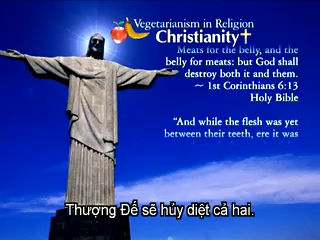 Vegetarianism in Religion
Christianity
Meats for the belly, and the
belly for meats: but God shall
destroy both it and them.
~ 1st Corinthians 6:13
Holy Bible
“And while the flesh was yet
between their teeth, ere it was
Thượng Đế sẽ hủy diệt cả hai.